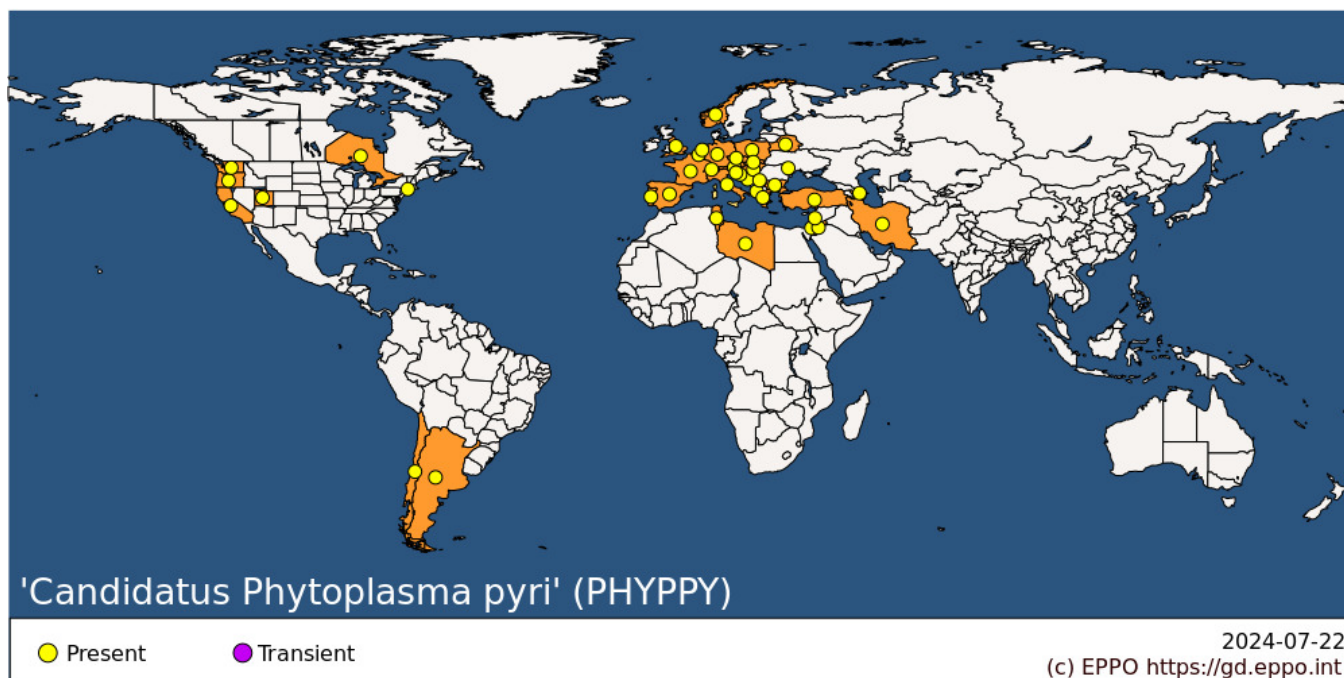 'Candidatus Phytoplasma pyri' (PHYPPY)
Present
Transient
2024-07-22
(c) EPPO https://gd.eppo.int